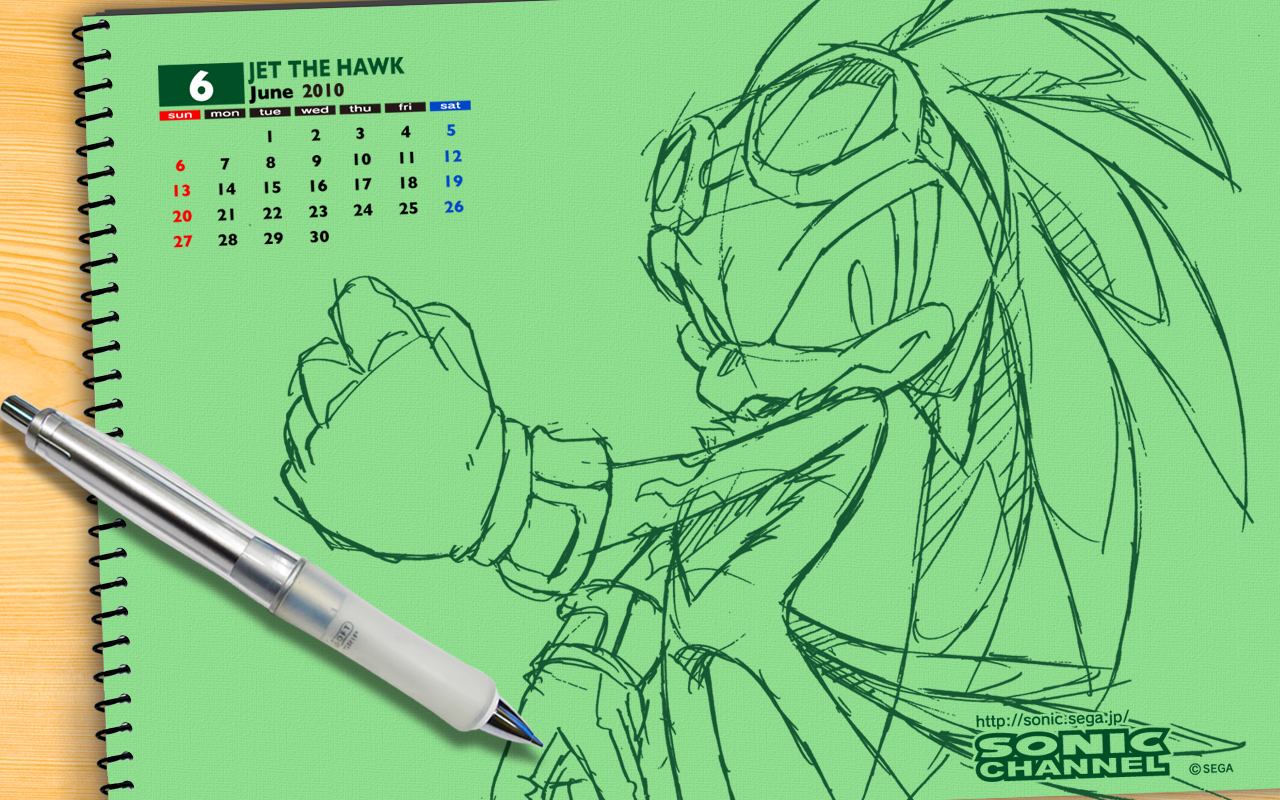 6
JET THE HAWK
June 2010
sun mon tue wed thu fri sat
1 2 3 4 5
6 7 8 9 10 11 12
13 14 15 16 17 18 19
20 21 22 23 24 25 26
27 28 29 30
SOFT
GRIP
http://sonic.sega.jp/
SONIC
CHANNEL
©SEGA